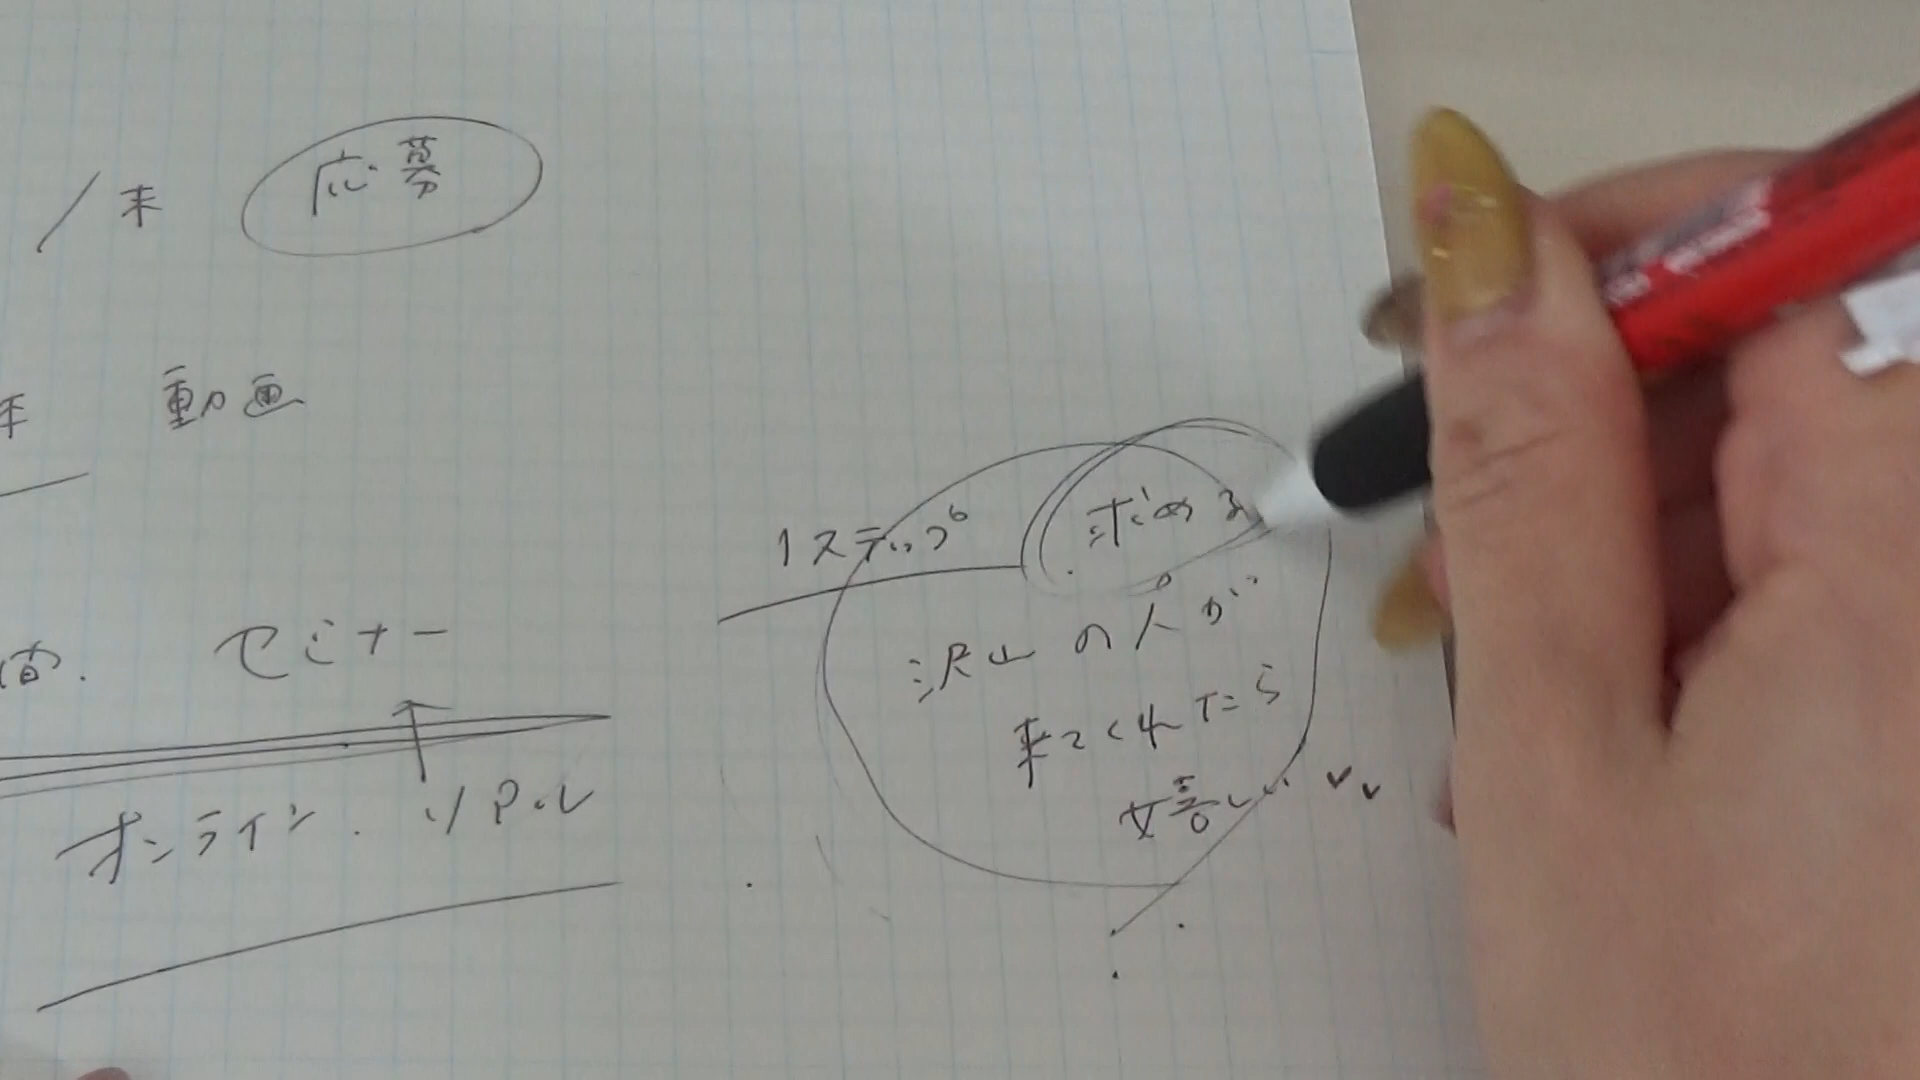 / 末 応募
動画
1ステップ 求める
沢山の人が
セミナー
来てくれたら
嬉しい
オンライン. リアル